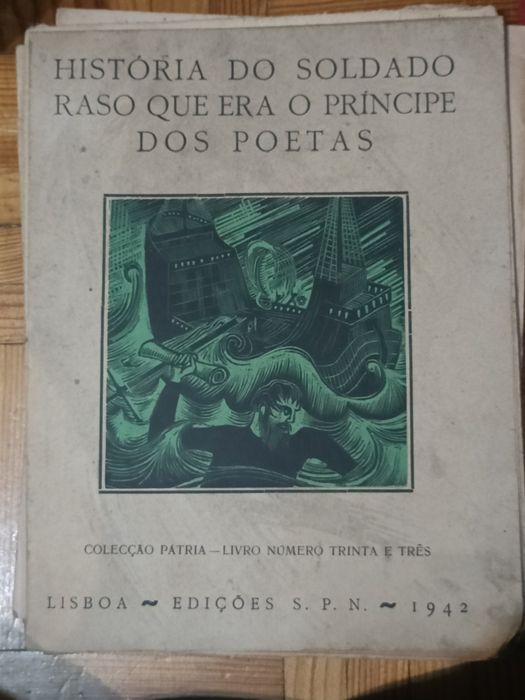 HISTÓRIA DO SOLDADO
RASO QUE ERA O PRÍNCIPE
DOS POETAS
COLECÇÃO PÁTRIA — LIVRO NÚMERO TRINTA E TRÊS
LISBOA ~ EDIÇÕES S. P. N. ~ 1942